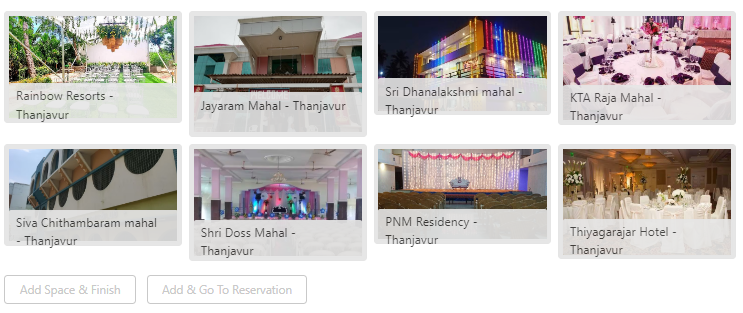 Rainbow Resorts -
Thanjavur
Jayaram Mahal - Thanjavur
Sri Dhanalakshmi mahal -
Thanjavur
KTA Raja Mahal -
Thanjavur
Siva Chithambaram mahal
- Thanjavur
Shri Doss Mahal -
Thanjavur
PNM Residency -
Thanjavur
Thiyagarajar Hotel -
Thanjavur
Add Space & Finish
Add & Go To Reservation